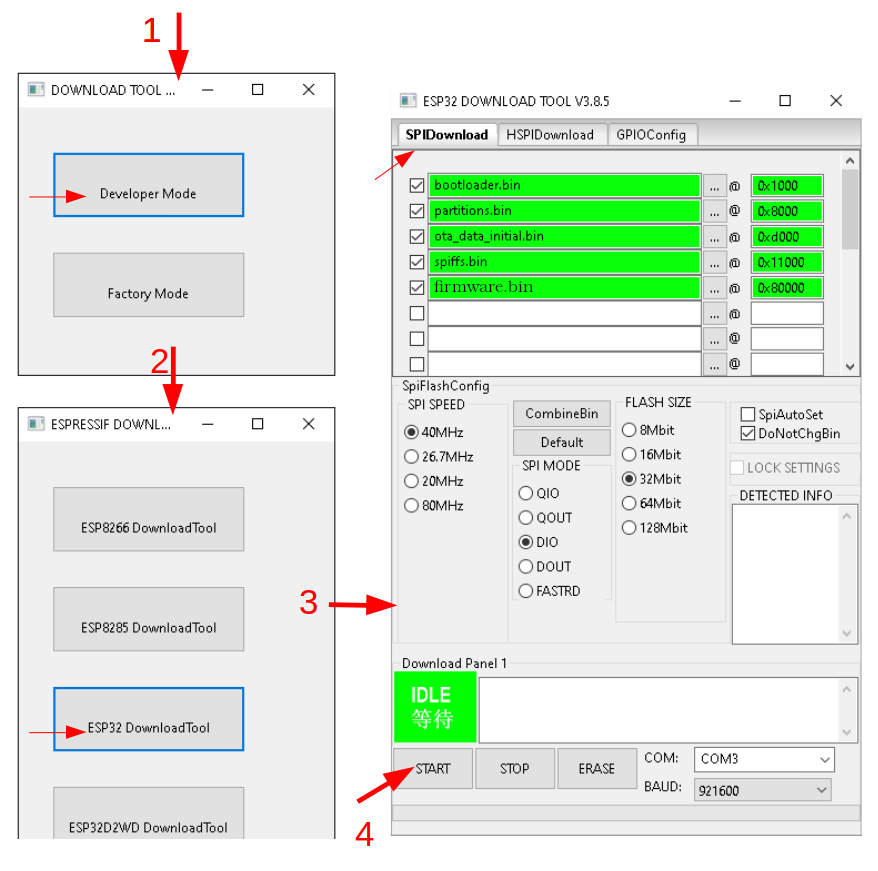 1
DOWNLOAD TOOL ...
Developer Mode
Factory Mode
2
ESPRESSIF DOWNL...
ESP8266 DownloadTool
ESP8285 DownloadTool
ESP32 DownloadTool
ESP32D2WD DownloadTool
3
ESP32 DOWNLOAD TOOL V3.8.5
SPIDownload HSPIDownload GPIOConfig
bootloader.bin ... @ 0x1000
partitions.bin ... @ 0x8000
ota_data_initial.bin ... @ 0xd000
spiffs.bin ... @ 0x11000
firmware.bin ... @ 0x80000
... @
... @
... @
SpiFlashConfig
SPI SPEED
40MHz
26.7MHz
20MHz
80MHz
CombineBin
Default
SPI MODE
QIO
QOUT
DIO
DOUT
FASTRD
FLASH SIZE
8Mbit
16Mbit
32Mbit
64Mbit
128Mbit
SpiAutoSet
DoNotChgBin
LOCK SETTINGS
DETECTED INFO
Download Panel 1
IDLE
等待
START STOP ERASE
COM: COM3
BAUD: 921600
4